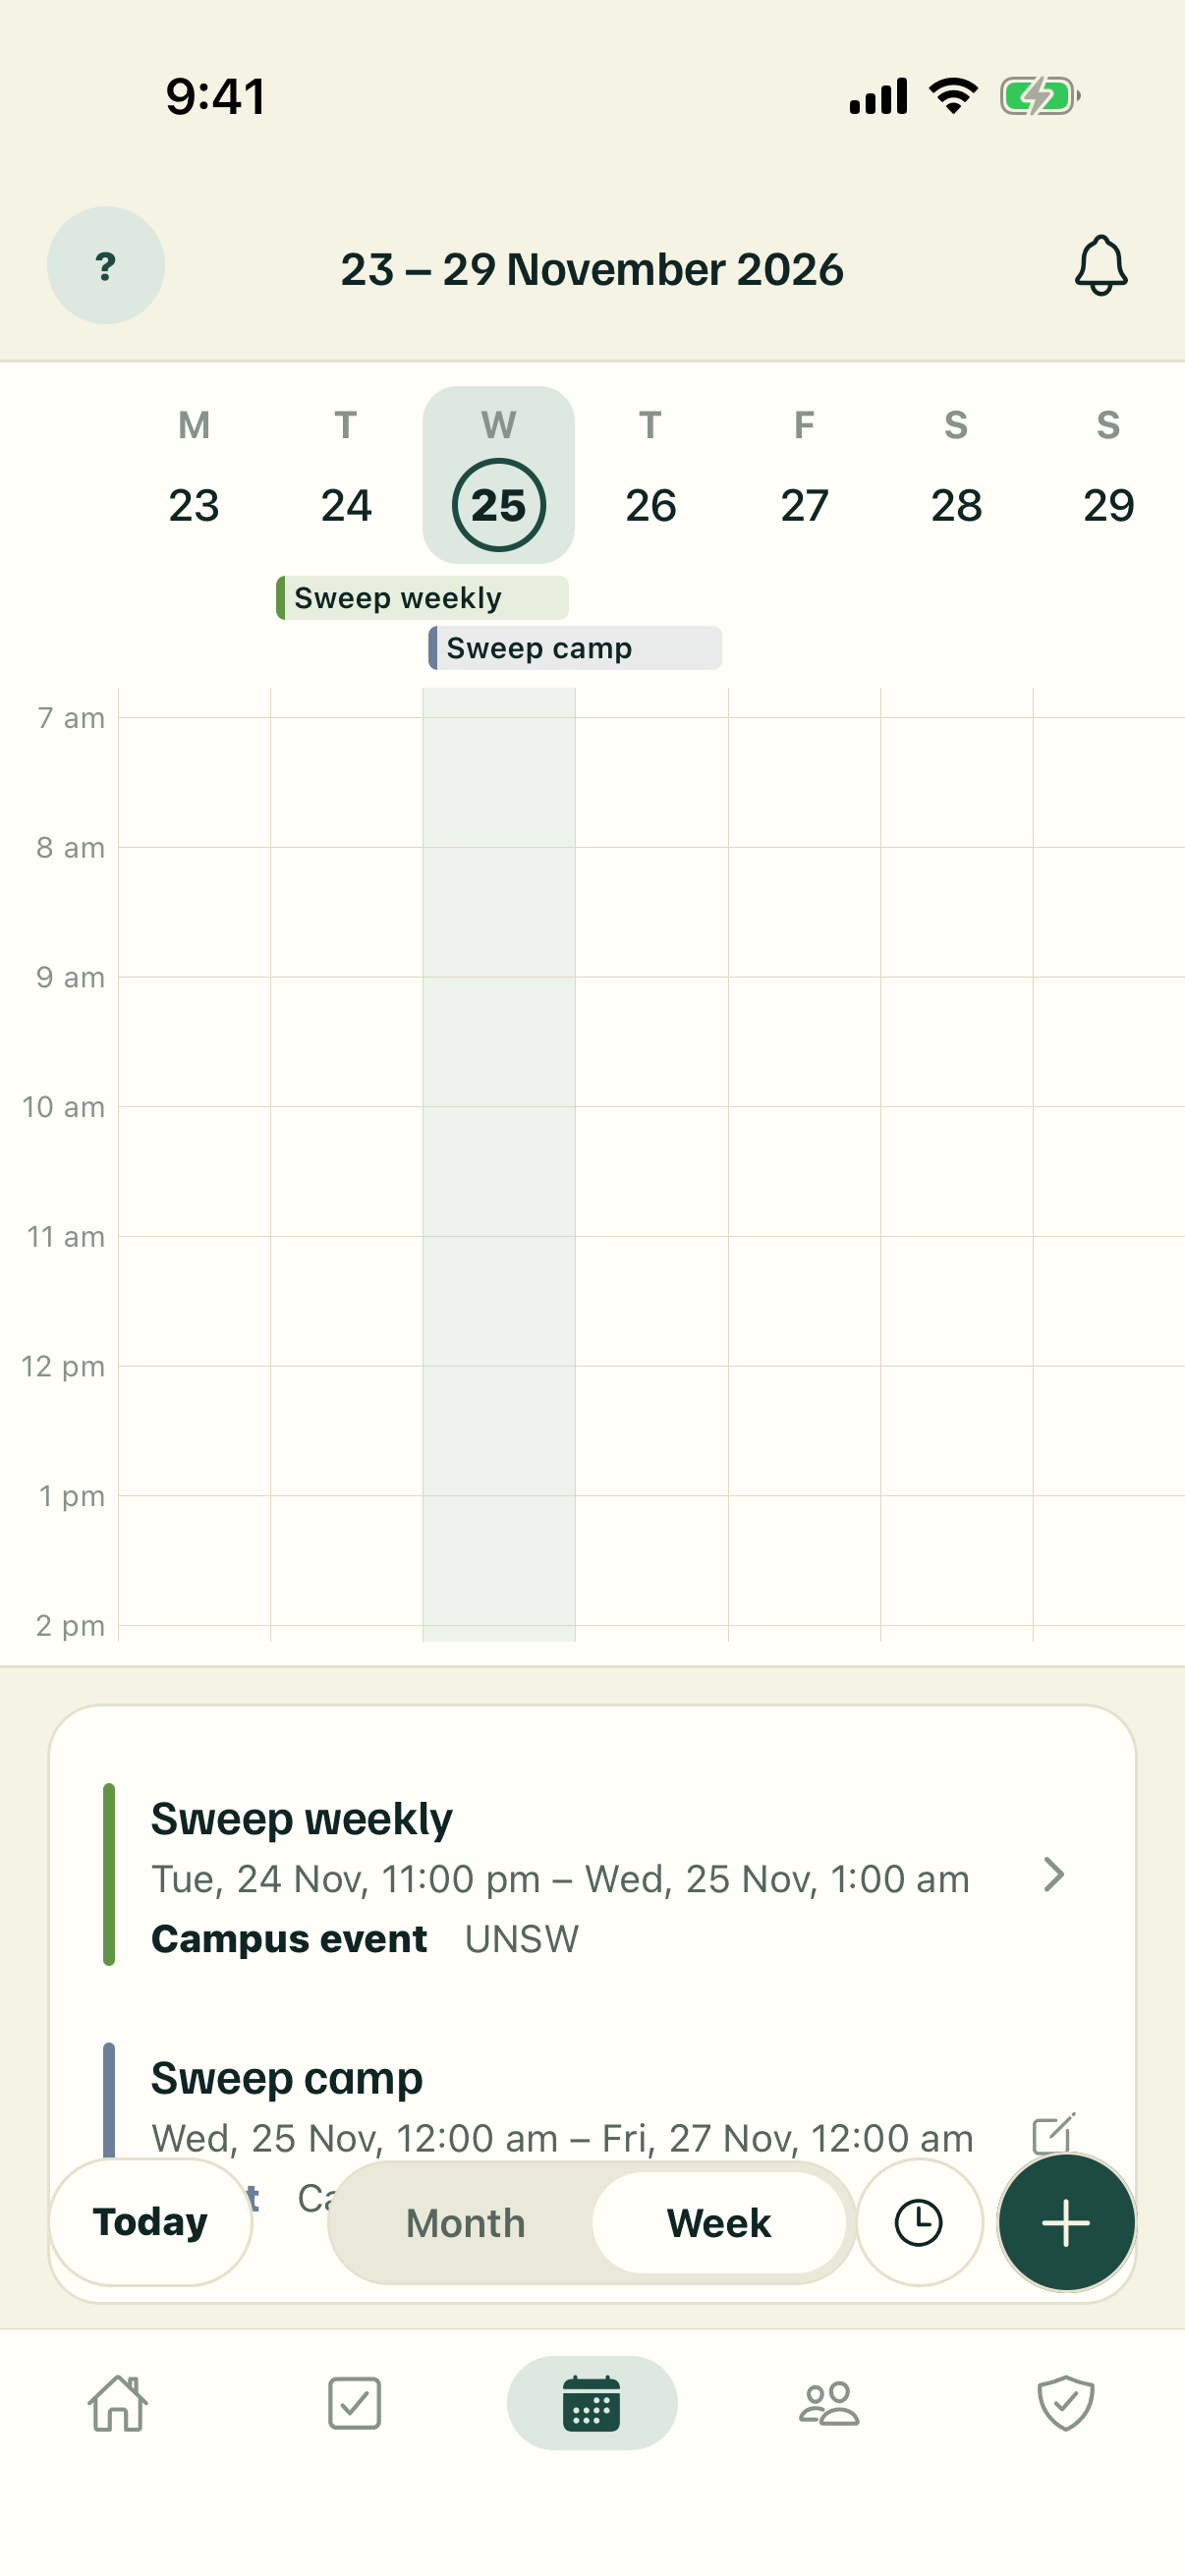 9:41
?
23 – 29 November 2026
M T W T F S S
23 24 25 26 27 28 29
Sweep weekly
Sweep camp
7 am
8 am
9 am
10 am
11 am
12 pm
1 pm
2 pm
Sweep weekly
Tue, 24 Nov, 11:00 pm – Wed, 25 Nov, 1:00 am
Campus event UNSW
Sweep camp
Wed, 25 Nov, 12:00 am – Fri, 27 Nov, 12:00 am
Today Month Week